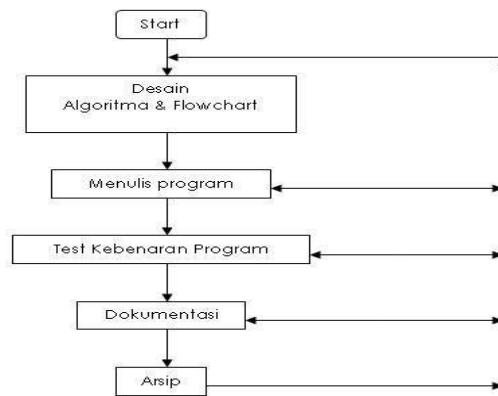 Start
Desain
Algoritma & Flowchart
Menulis program
Test Kebenaran Program
Dokumentasi
Arsip